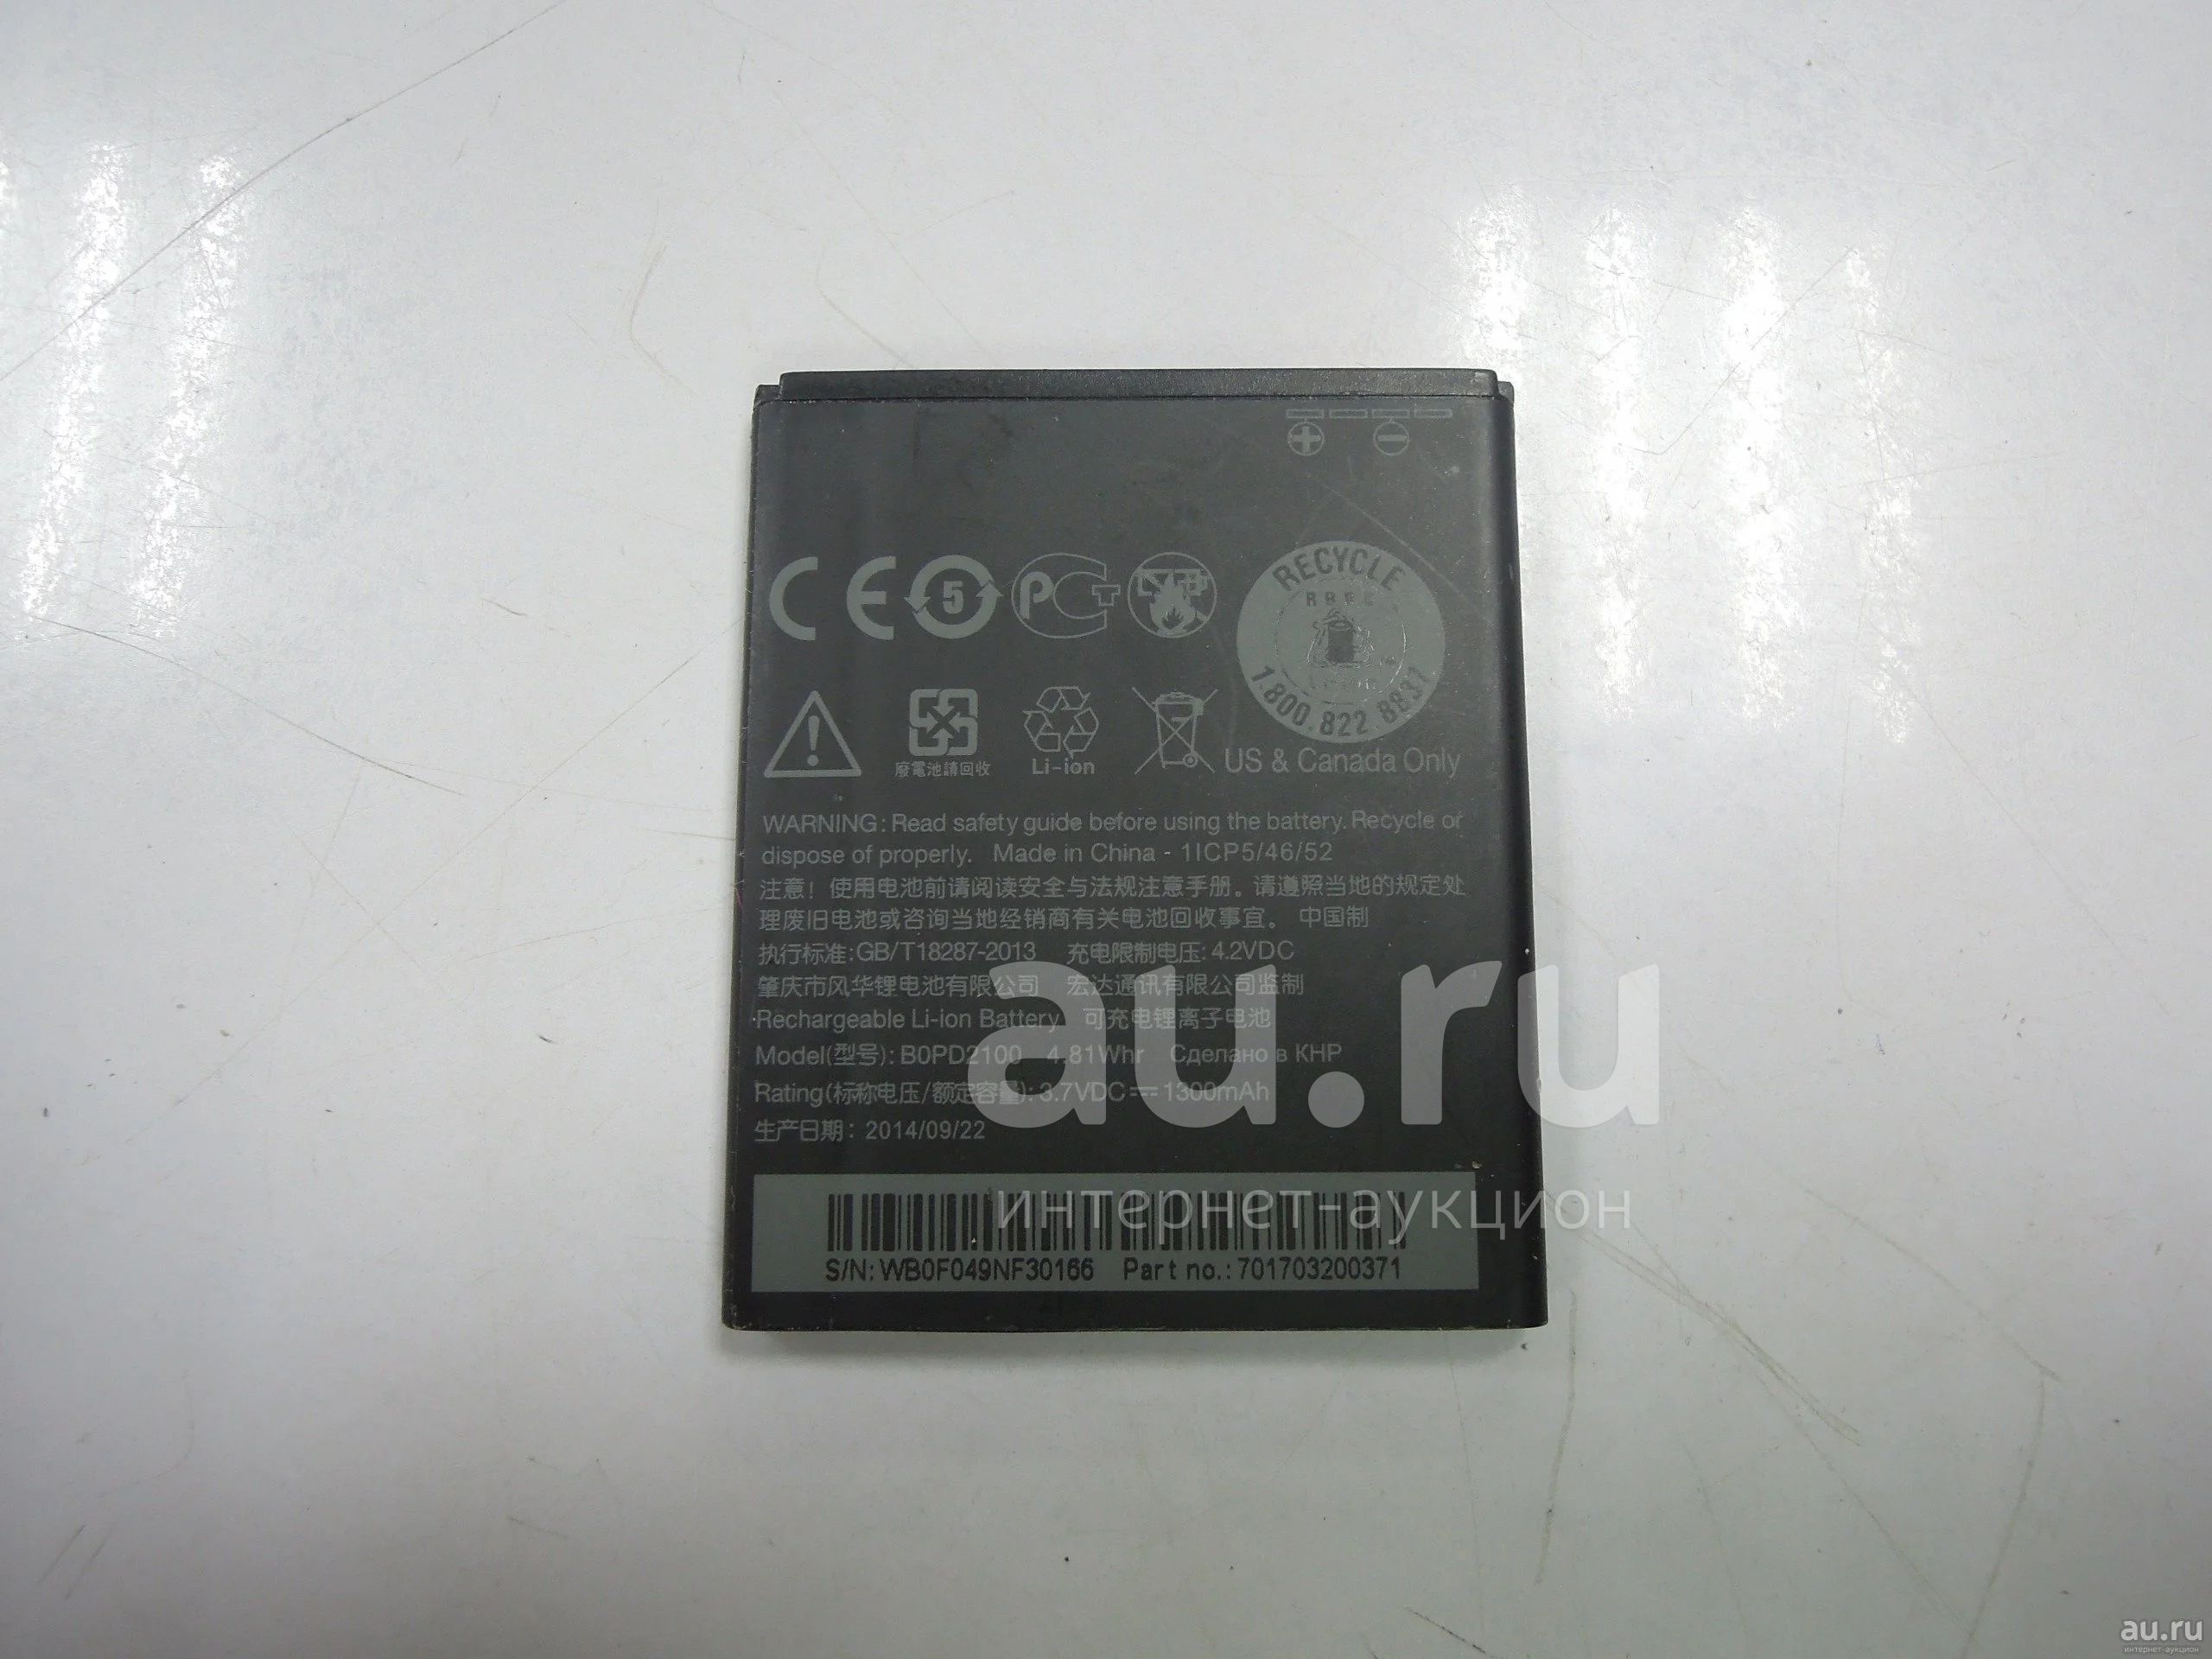 CE 5 PCT
RECYCLE
RBRC
1.800.822.8837
廢電池請回收
Li-ion
US & Canada Only
WARNING: Read safety guide before using the battery. Recycle or
dispose of properly. Made in China - 1ICP5/46/52
注意！使用电池前请阅读安全与法规注意手册。请遵照当地的规定处
理废旧电池或咨询当地经销商有关电池回收事宜。 中国制
执行标准:GB/T18287-2013 充电限制电压: 4.2VDC
肇庆市风华锂电池有限公司 宏达通讯有限公司监制
Rechargeable Li-ion Battery 可充电锂离子电池
Model(型号): B0PD2100 4.81Whr Сделано в КНР
Rating(标称电压/额定容量): 3.7VDC 1300mAh
生产日期: 2014/09/22
au.ru
интернет-аукцион
S/N: WB0F049NF30166 Part no.: 701703200371
au.ru
интернет-аукцион